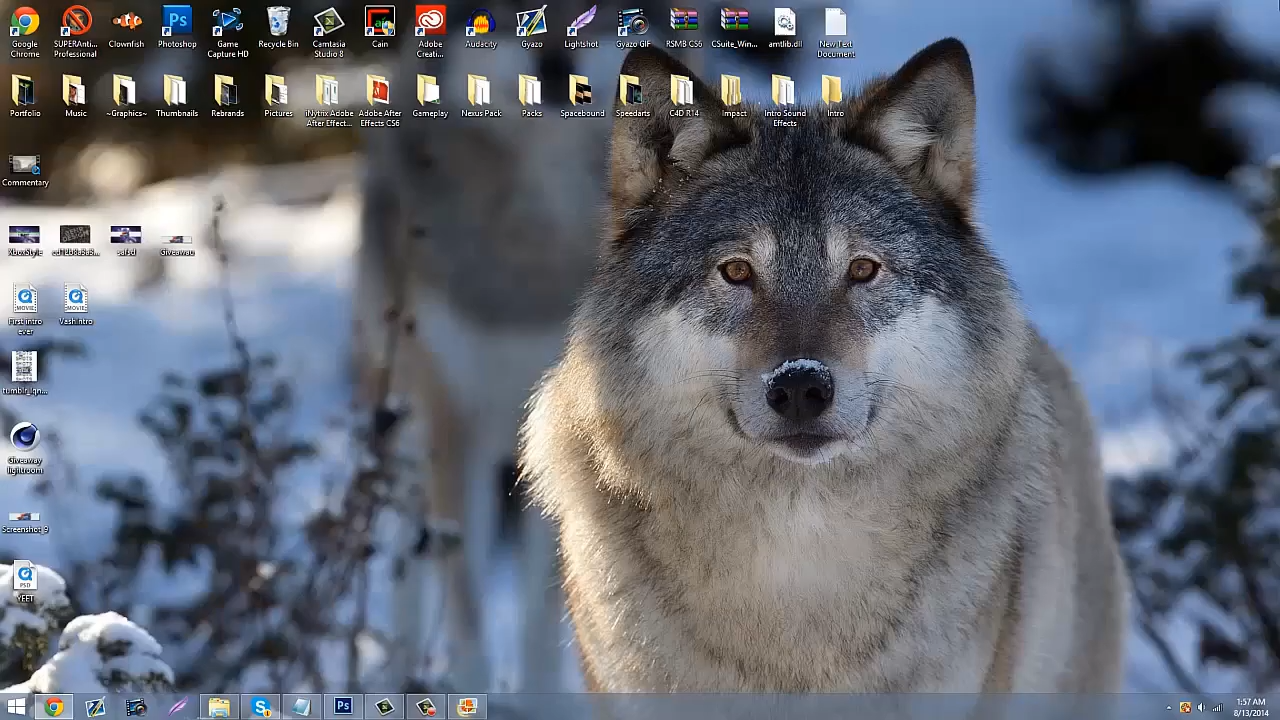 Google Chrome
SUPERAnti... Professional
Clownfish
Photoshop
Game Capture HD
Recycle Bin
Camtasia Studio 8
Cain
Adobe Creati...
Audacity
Gyazo
Lightshot
Gyazo GIF
RSMB CS6
CSuite_Win...
amtlib.dll
New Text Document
Portfolio
Music
~Graphics~
Thumbnails
Rebrands
Pictures
iNytrix Adobe After Effect...
Adobe After Effects CS6
Gameplay
Nexus Pack
Packs
Spacebound
Speedarts
C4D R14
Impact
Intro Sound Effects
Intro
Commentary
XboxStyle
Giveaway
First intro ever
Vash intro
Giveaway lightroom
Screenshot_9
YEET
1:57 AM
8/13/2014